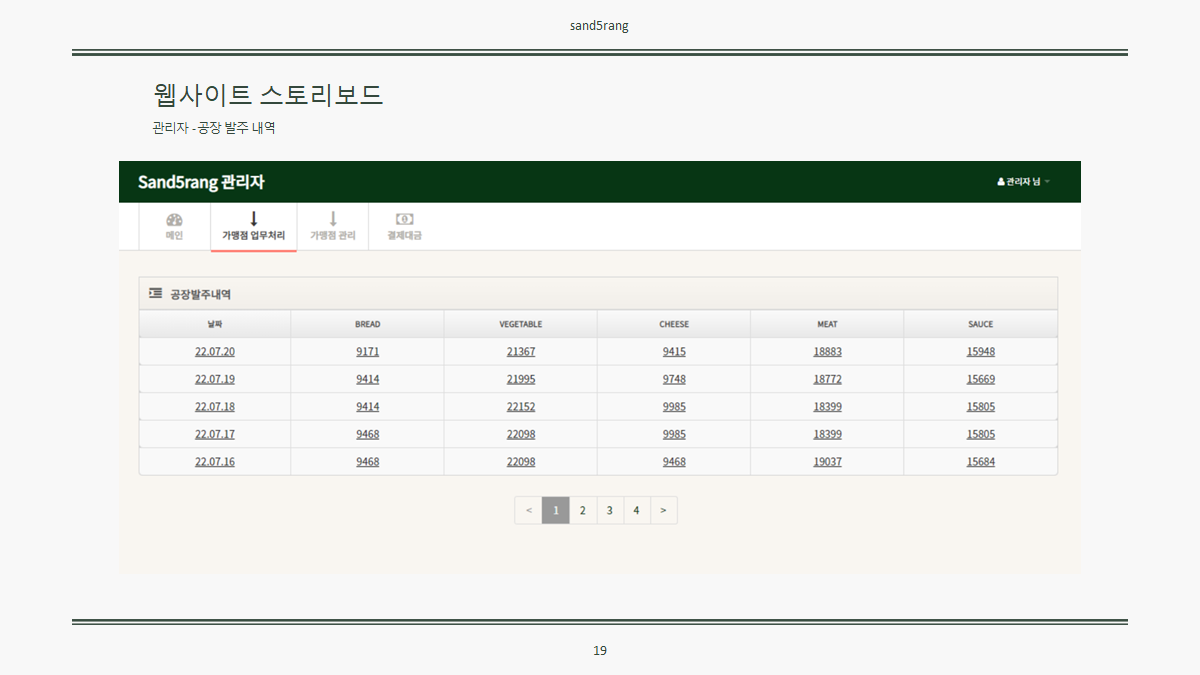 sand5rang
웹사이트 스토리보드
관리자 -공장 발주 내역
Sand5rang 관리자
관리자 님
메인
가맹점 업무처리
가맹점 관리
결제대금
공장발주내역
날짜 BREAD VEGETABLE CHEESE MEAT SAUCE
22.07.20 9171 21367 9415 18883 15948
22.07.19 9414 21995 9748 18772 15669
22.07.18 9414 22152 9985 18399 15805
22.07.17 9468 22098 9985 18399 15805
22.07.16 9468 22098 9468 19037 15684
< 1 2 3 4 >
19